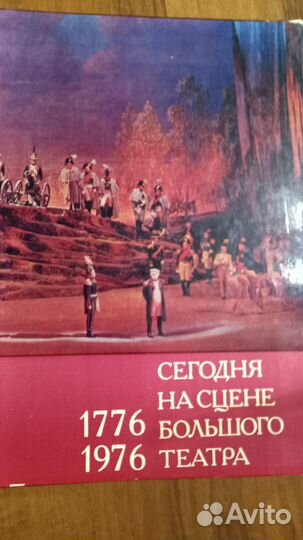 СЕГОДНЯ
НА СЦЕНЕ
1776 БОЛЬШОГО
1976 ТЕАТРА
Avito